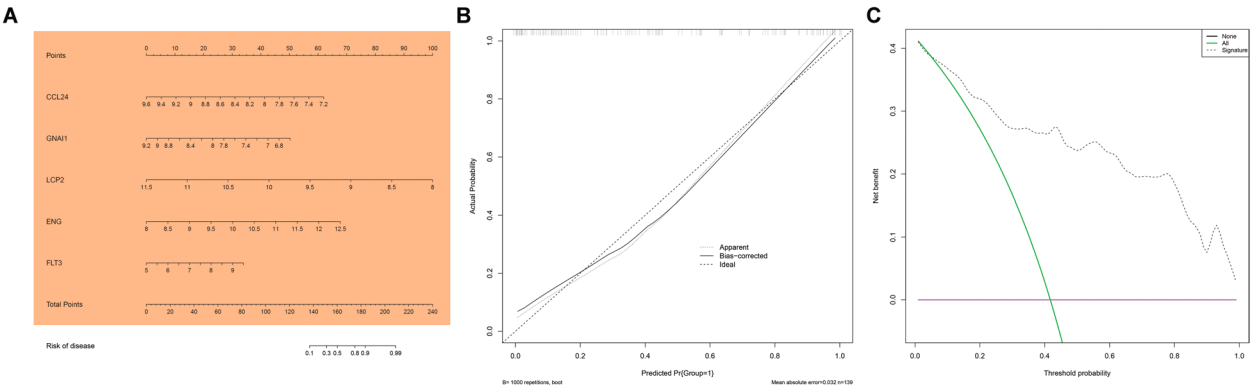 A
Points
0 10 20 30 40 50 60 70 80 90 100
CCL24
9.6 9.4 9.2 9 8.8 8.6 8.4 8.2 8 7.8 7.6 7.4 7.2
GNAI1
9.2 9 8.8 8.4 8 7.8 7.4 7 6.8
LCP2
11.5 11 10.5 10 9.5 9 8.5 8
ENG
8 8.5 9 9.5 10 10.5 11 11.5 12 12.5
FLT3
5 6 7 8 9
Total Points
0 20 40 60 80 100 120 140 160 180 200 220 240
Risk of disease
0.1 0.3 0.5 0.8 0.9 0.99
B
Actual Probability
1.0
0.8
0.6
0.4
0.2
0.0
Apparent
Bias−corrected
Ideal
0.0 0.2 0.4 0.6 0.8 1.0
Predicted Pr{Group=1}
B= 1000 repetitions, boot
Mean absolute error=0.032 n=139
C
None
All
Signature
Net benefit
0.4
0.3
0.2
0.1
0.0
0.0 0.2 0.4 0.6 0.8 1.0
Threshold probability